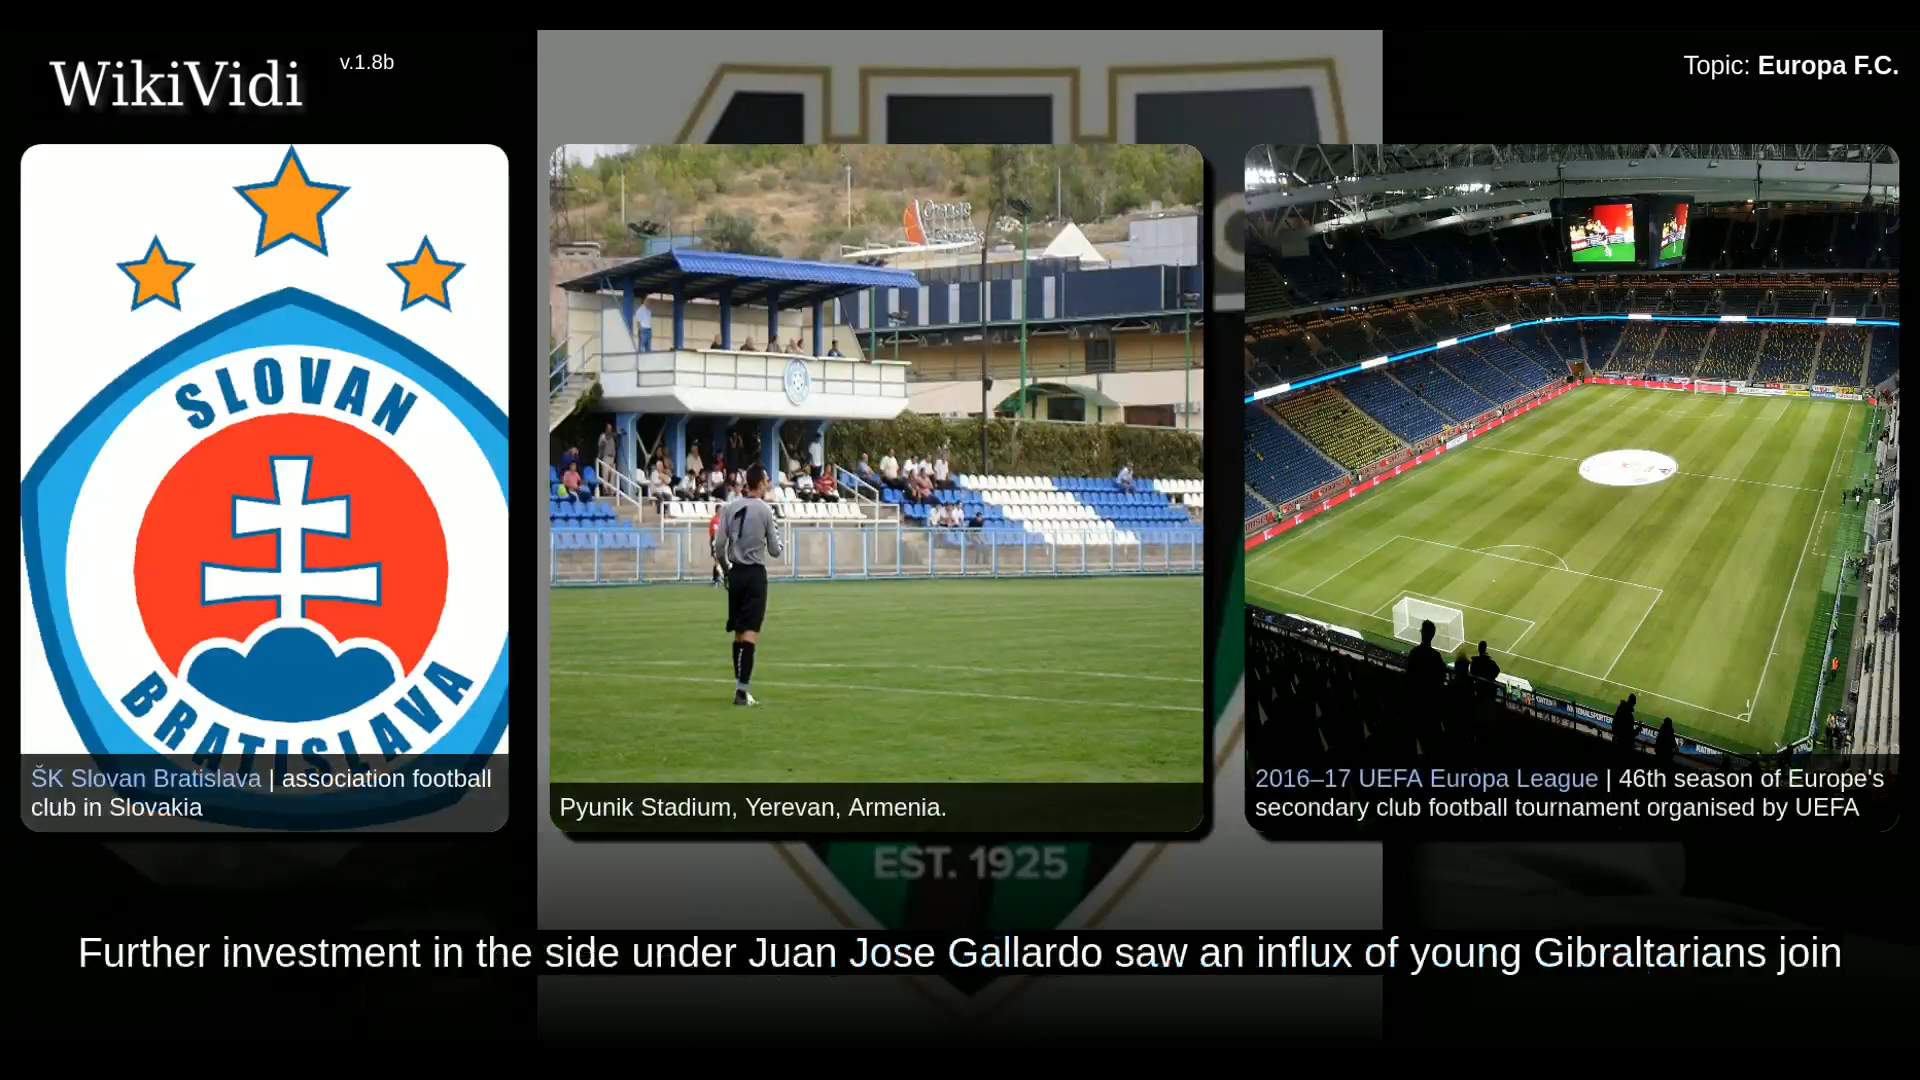 WikiVidi
v.1.8b
Topic: Europa F.C.
SLOVAN
BRATISLAVA
ŠK Slovan Bratislava | association football
club in Slovakia
Orange
1
Pyunik Stadium, Yerevan, Armenia.
2016–17 UEFA Europa League | 46th season of Europe's
secondary club football tournament organised by UEFA
EST. 1925
Further investment in the side under Juan Jose Gallardo saw an influx of young Gibraltarians join